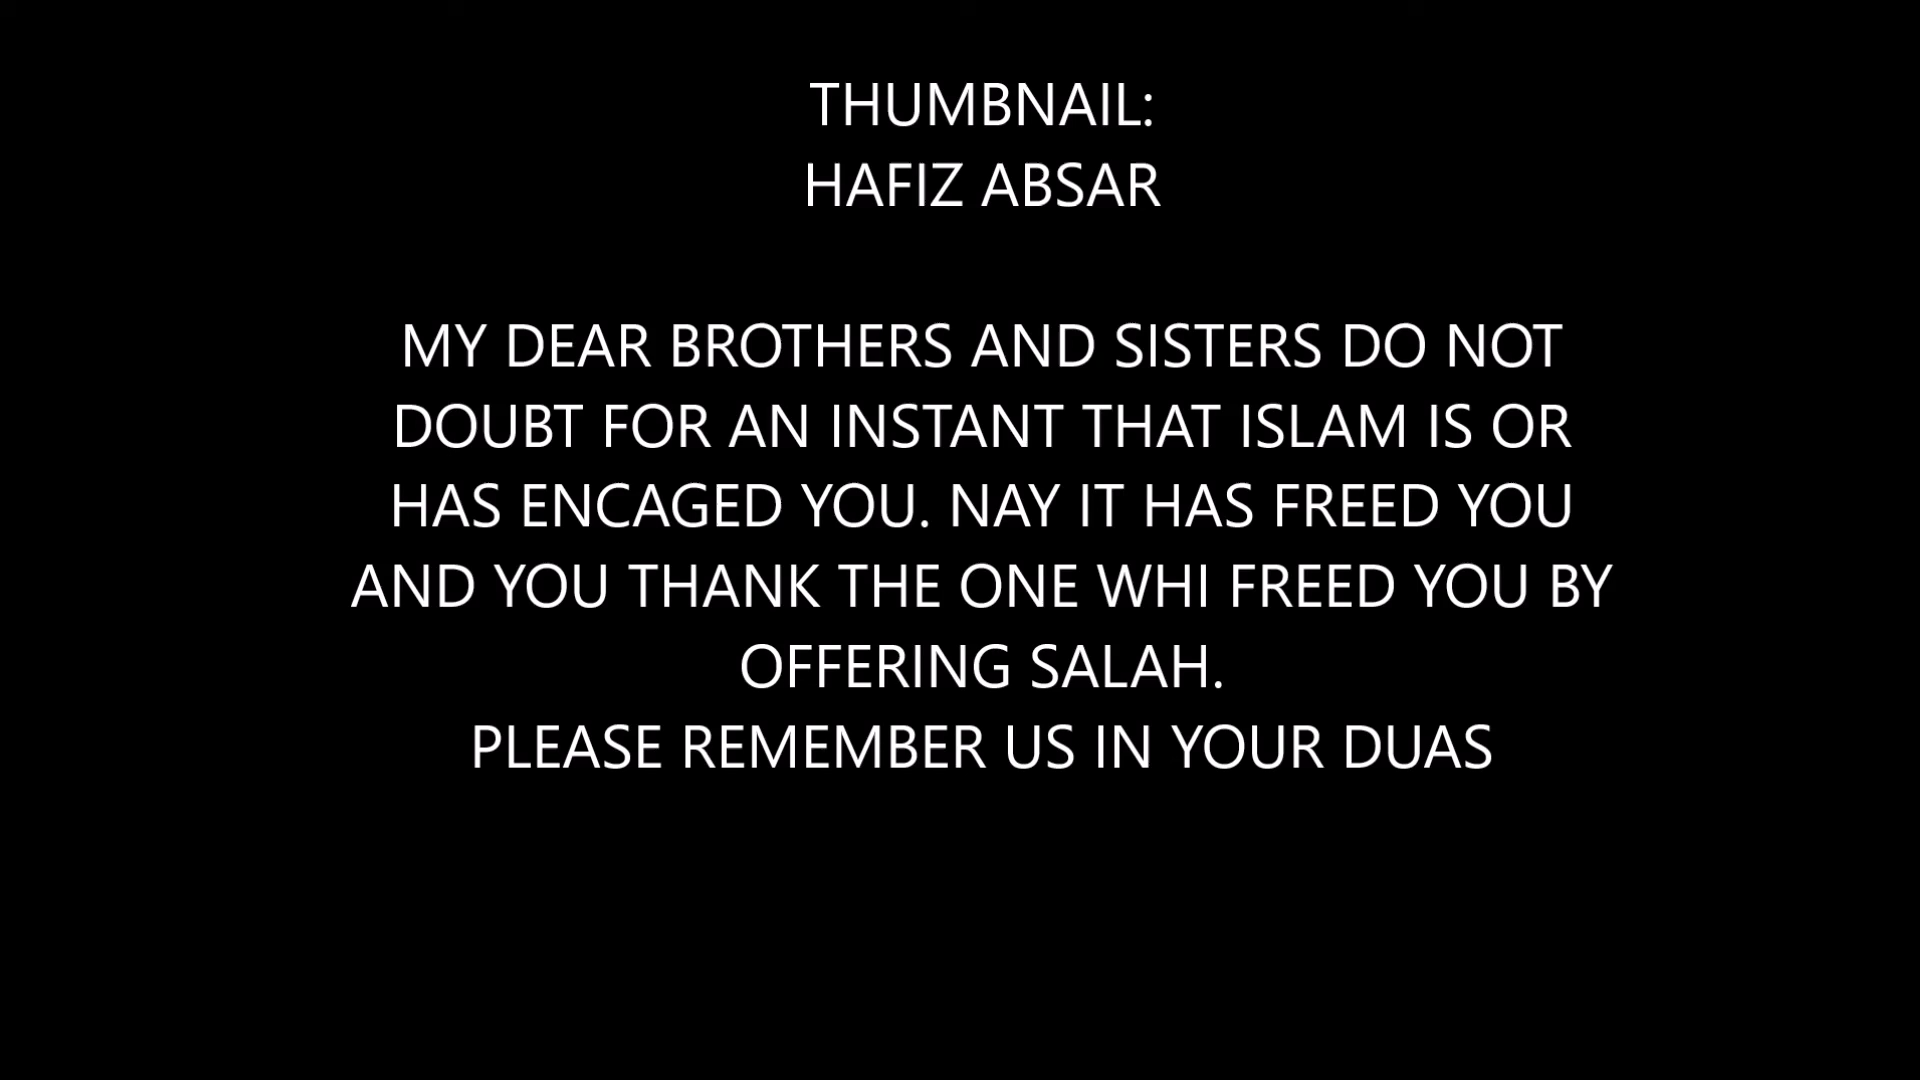 THUMBNAIL:
HAFIZ ABSAR
MY DEAR BROTHERS AND SISTERS DO NOT
DOUBT FOR AN INSTANT THAT ISLAM IS OR
HAS ENCAGED YOU. NAY IT HAS FREED YOU
AND YOU THANK THE ONE WHI FREED YOU BY
OFFERING SALAH.
PLEASE REMEMBER US IN YOUR DUAS